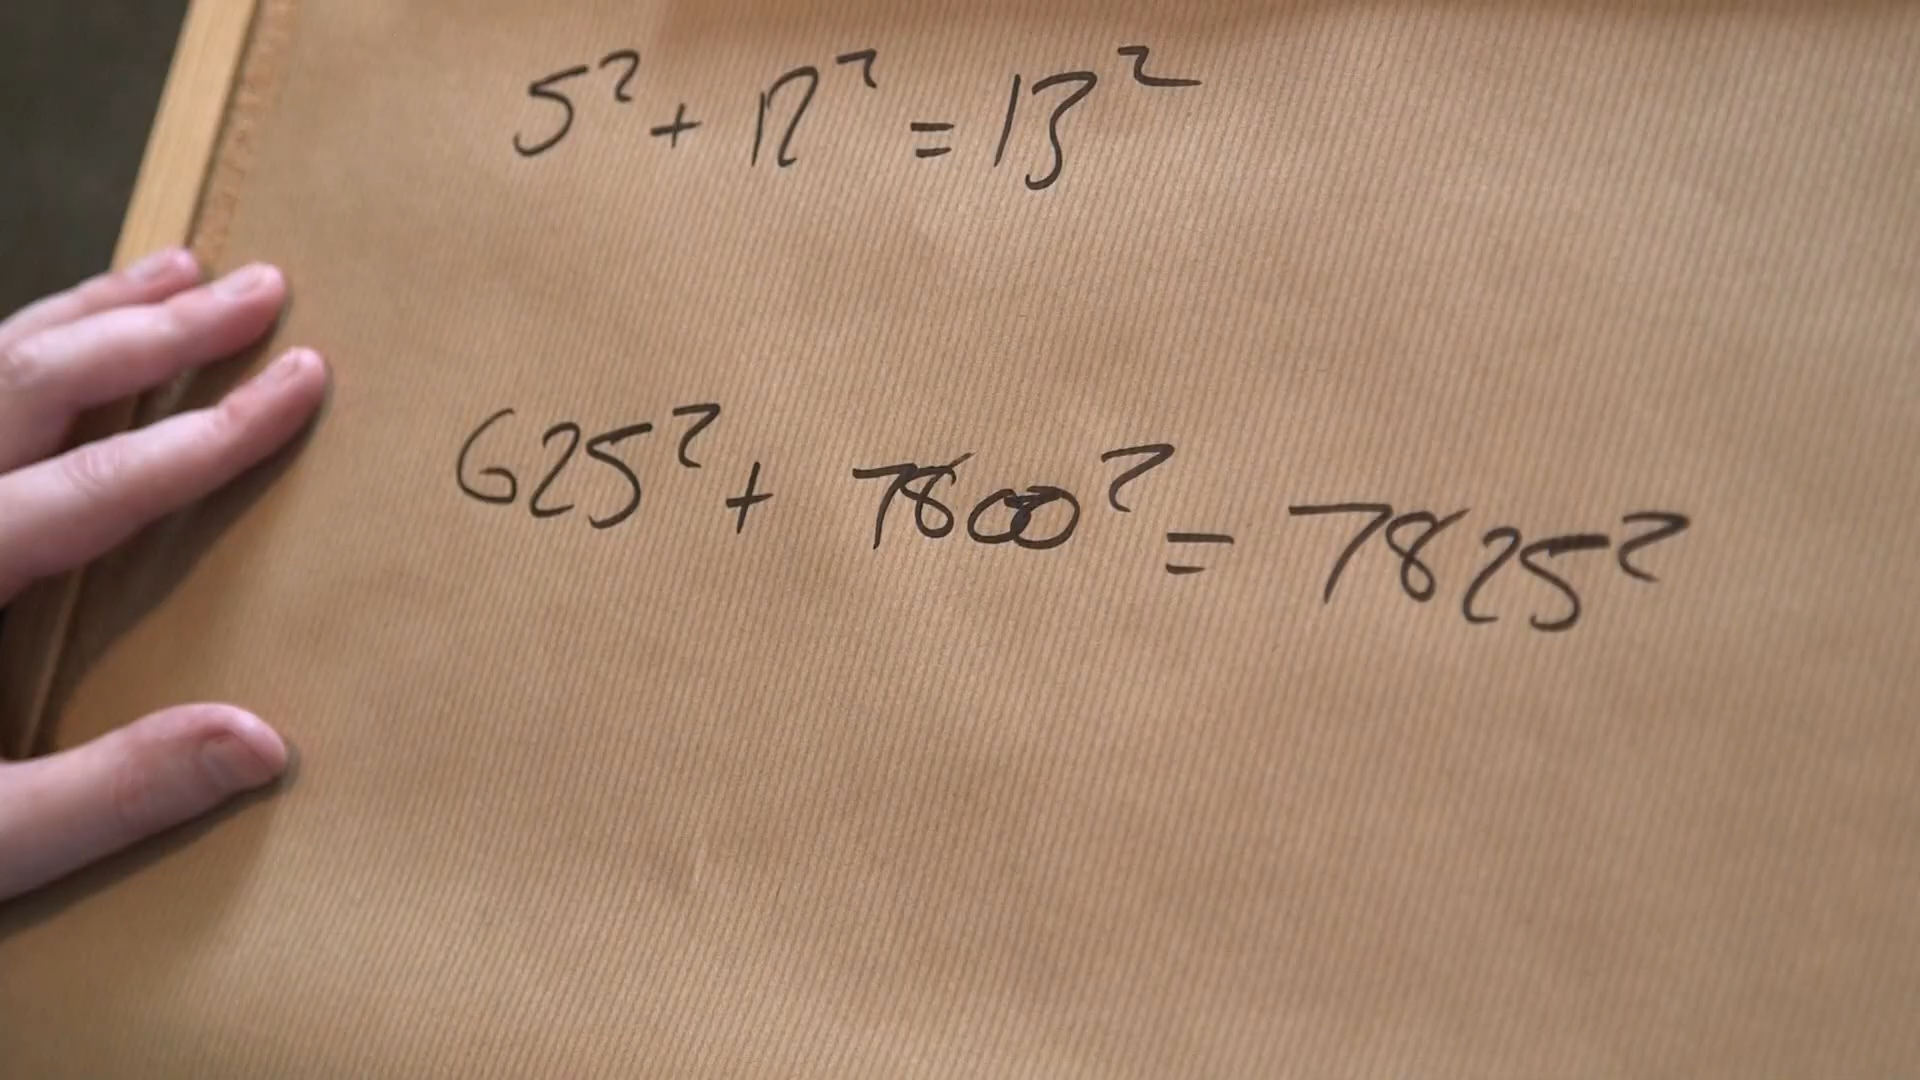 5² + 12² = 13²
625² + 7800² = 7825²